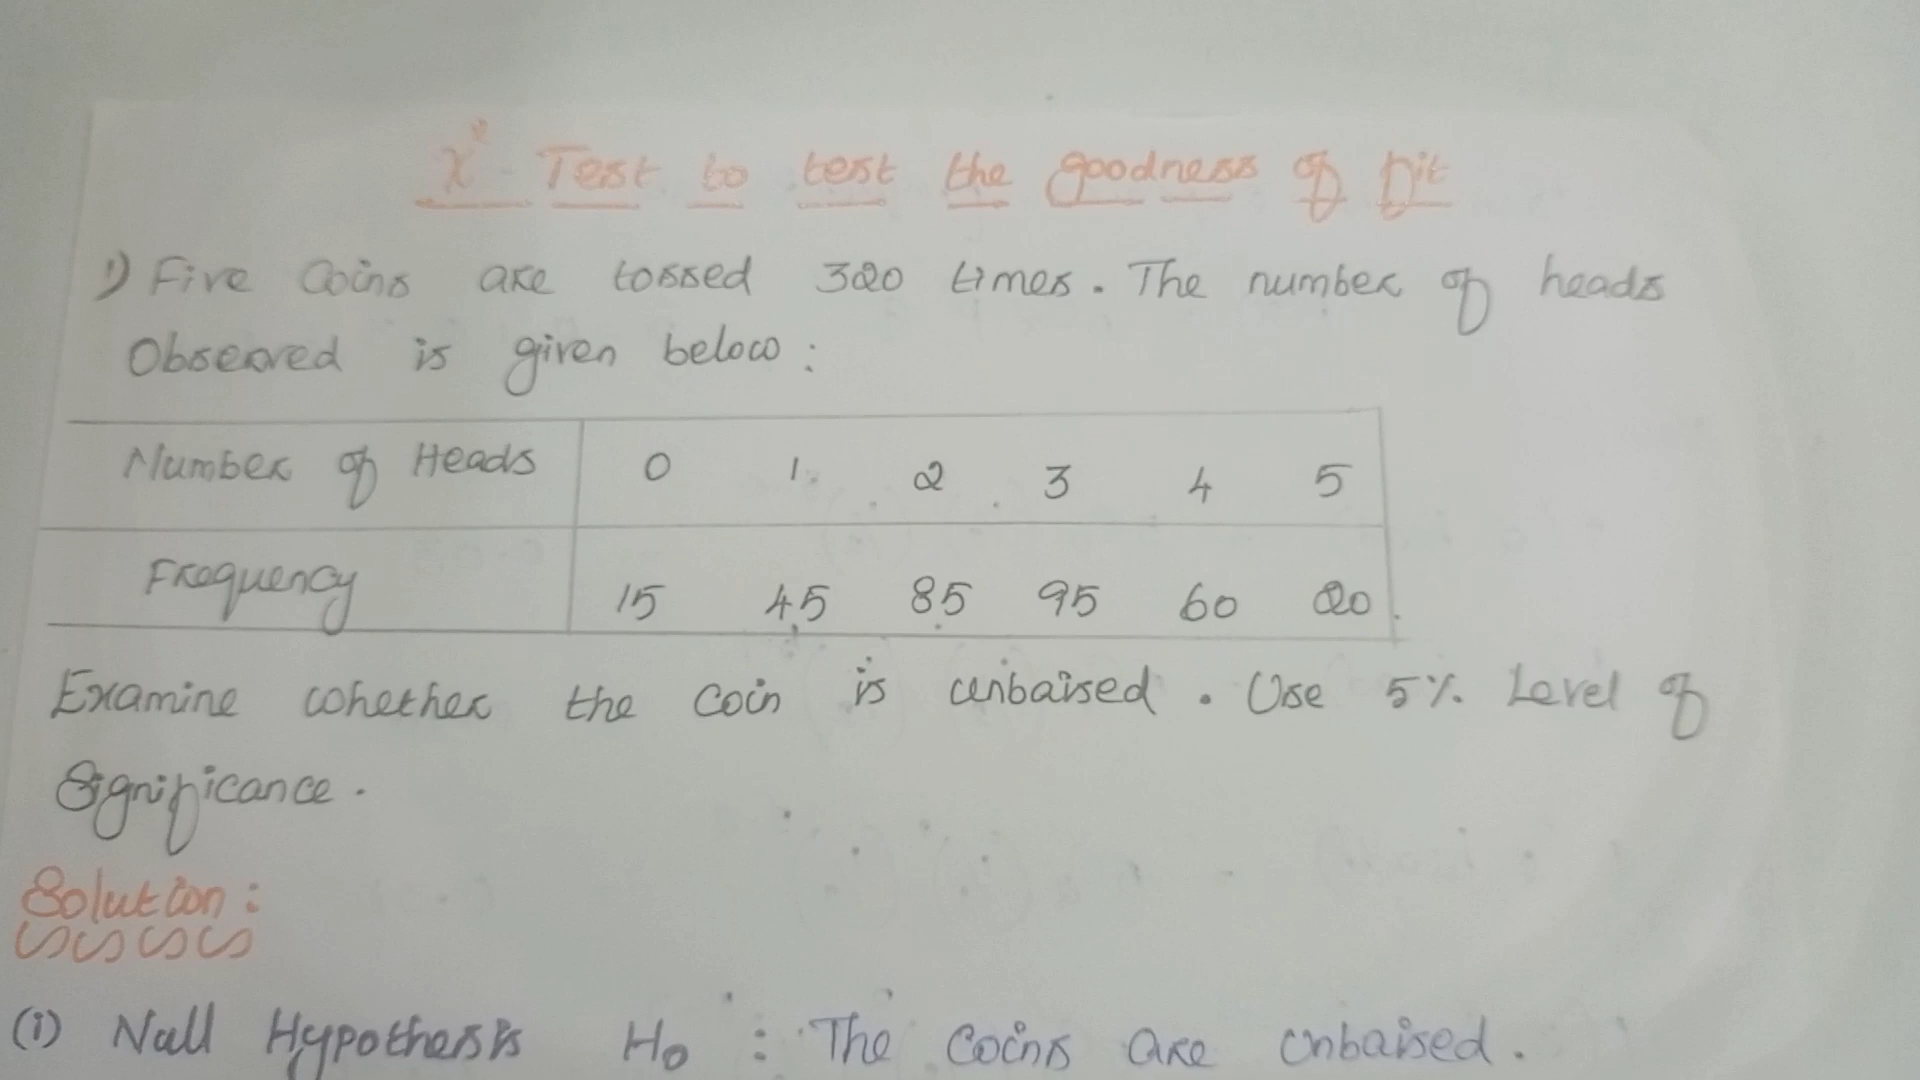 χ² Test to test the goodness of fit
1) Five Coins are tossed 320 times. The number of heads
Observed is given below :
Number of Heads 0 1 2 3 4 5
Frequency 15 45 85 95 60 20
Examine whether the coin is unbaised. Use 5% Level of
Significance.
Solution :
(i) Null Hypothesis H₀ : The Coins are unbaised.